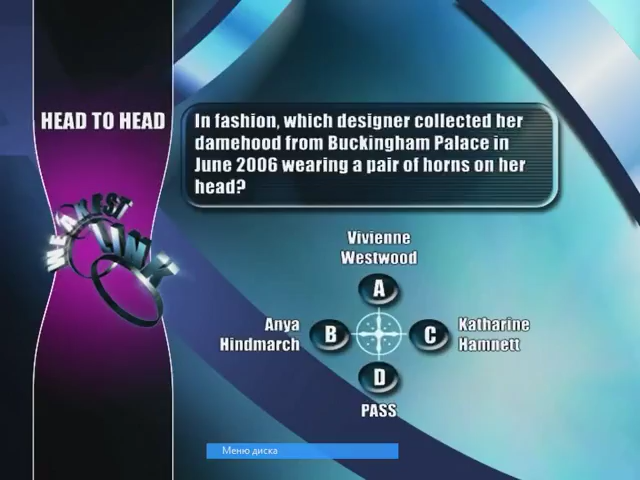 HEAD TO HEAD
In fashion, which designer collected her
damehood from Buckingham Palace in
June 2006 wearing a pair of horns on her
head?
WEAKEST
LINK
Vivienne
Westwood
A
Anya
Hindmarch
B
C
Katharine
Hamnett
D
PASS
Меню диска